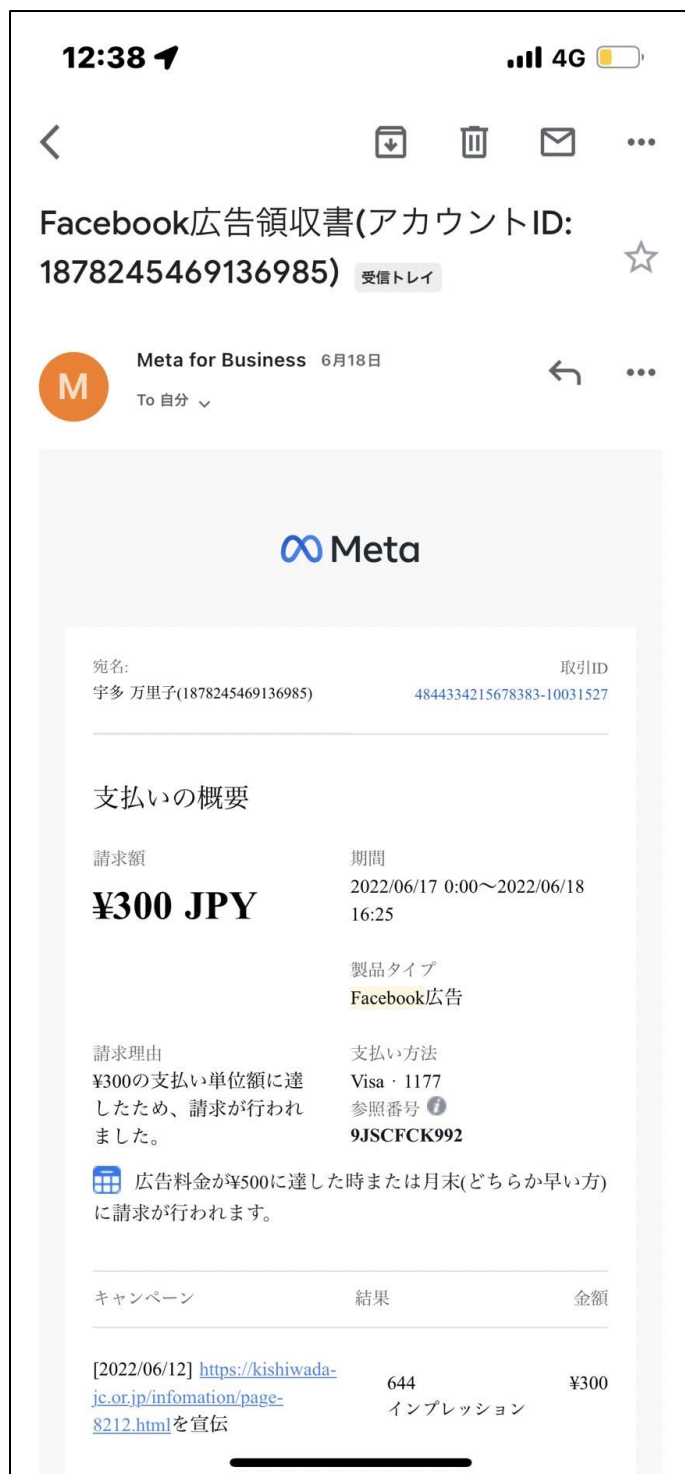 12:38
4G
Facebook広告領収書(アカウントID:
1878245469136985) 受信トレイ
M
Meta for Business 6月18日
To 自分
Meta
宛名:
宇多 万里子(1878245469136985)
取引ID
4844334215678383-10031527
支払いの概要
請求額
¥300 JPY
期間
2022/06/17 0:00〜2022/06/18
16:25
製品タイプ
Facebook広告
請求理由
¥300の支払い単位額に達
したため、請求が行われ
ました。
支払い方法
Visa · 1177
参照番号
9JSCFCK992
広告料金が¥500に達した時または月末(どちらか早い方)
に請求が行われます。
キャンペーン 結果 金額
[2022/06/12] https://kishiwada-
jc.or.jp/infomation/page-
8212.htmlを宣伝
644
インプレッション
¥300